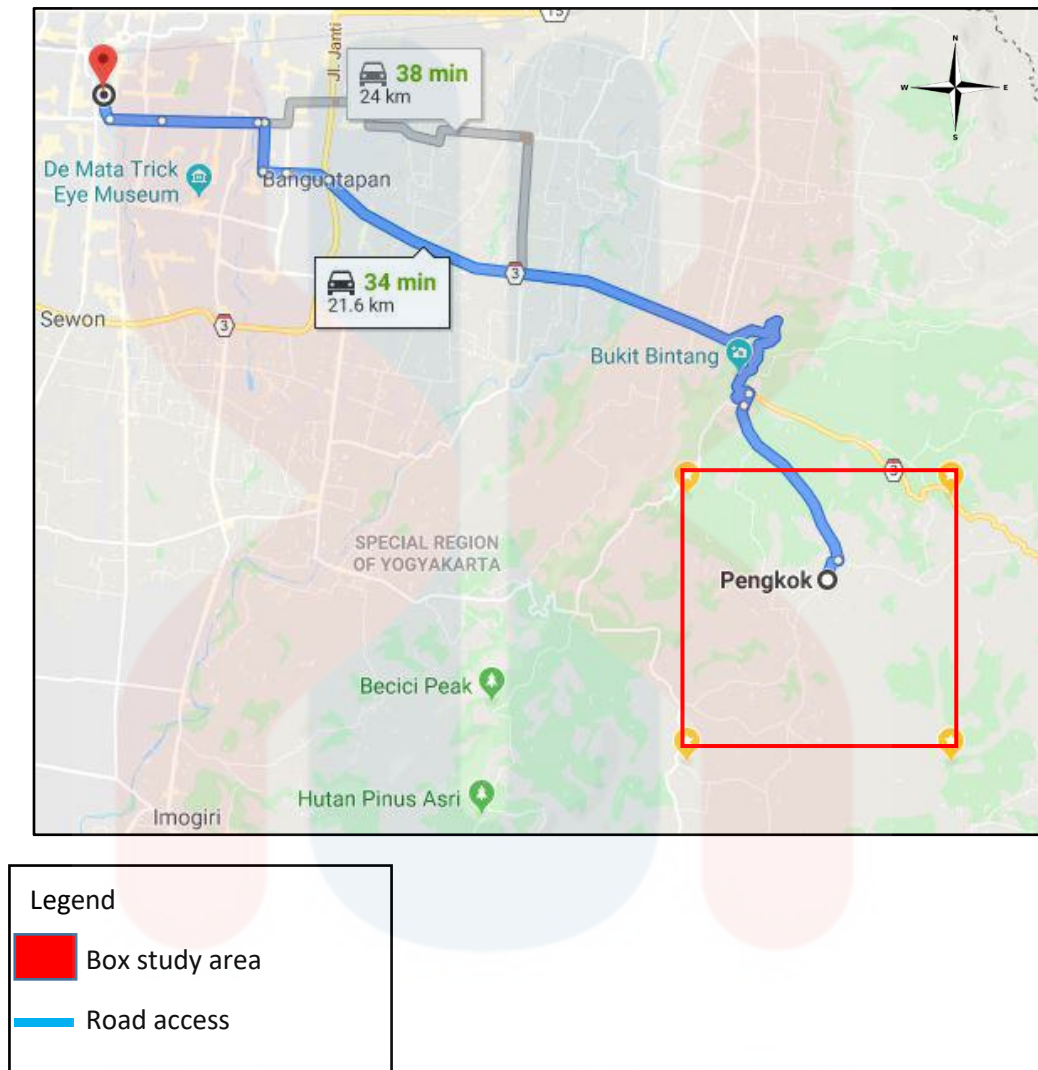 15
N
W
E
S
Jl. Janti
38 min
24 km
De Mata Trick
Eye Museum
Banguntapan
34 min
21.6 km
3
Sewon
3
Bukit Bintang
3
SPECIAL REGION
OF YOGYAKARTA
Pengkok
Becici Peak
Hutan Pinus Asri
Imogiri
Legend
Box study area
Road access